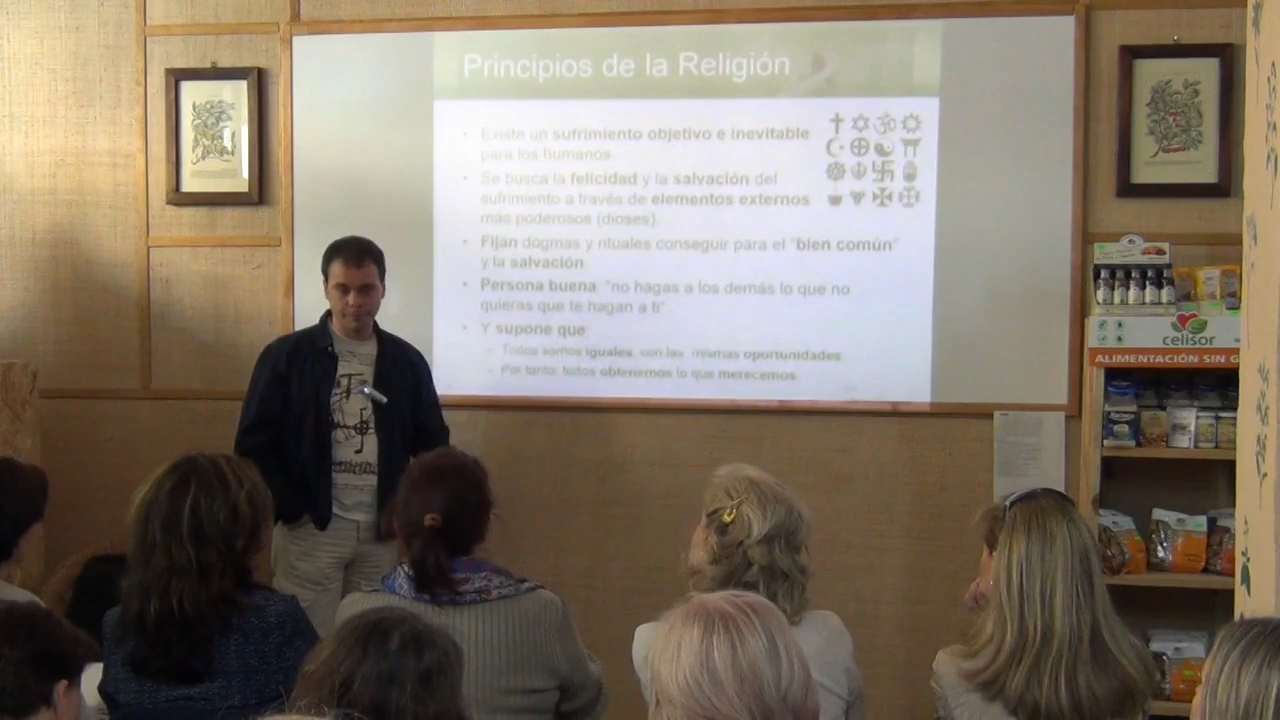 Principios de la Religión
• Existe un sufrimiento objetivo e inevitable
para los humanos.
• Se busca la felicidad y la salvación del
sufrimiento a través de elementos externos
más poderosos (dioses).
• Fijan dogmas y rituales conseguir para el "bien común"
y la salvación.
• Persona buena: "no hagas a los demás lo que no
quieras que te hagan a ti"
• Y supone que:
– Todos somos iguales, con las mismas oportunidades.
– Por tanto: todos obtenemos lo que merecemos.
celisor
ALIMENTACIÓN SIN G